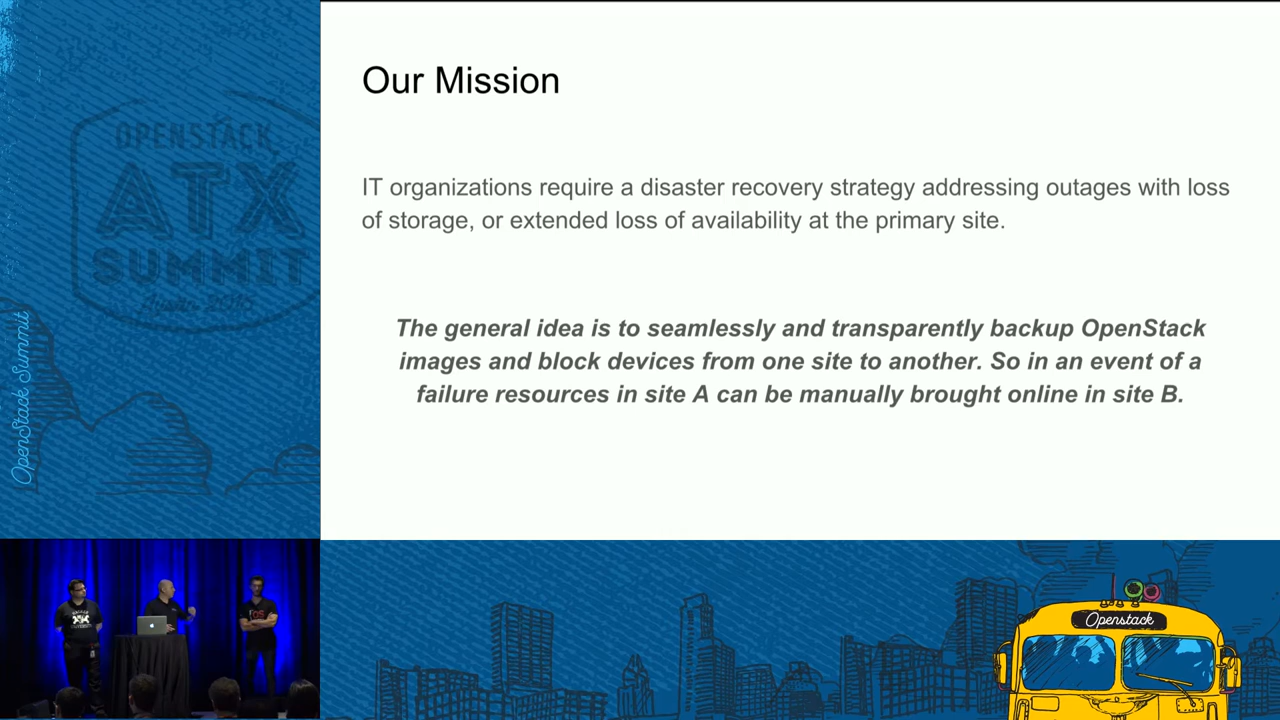 Our Mission
IT organizations require a disaster recovery strategy addressing outages with loss
of storage, or extended loss of availability at the primary site.
The general idea is to seamlessly and transparently backup OpenStack
images and block devices from one site to another. So in an event of a
failure resources in site A can be manually brought online in site B.
OPENSTACK
ATX
SUMMIT
OpenStack Summit
Openstack